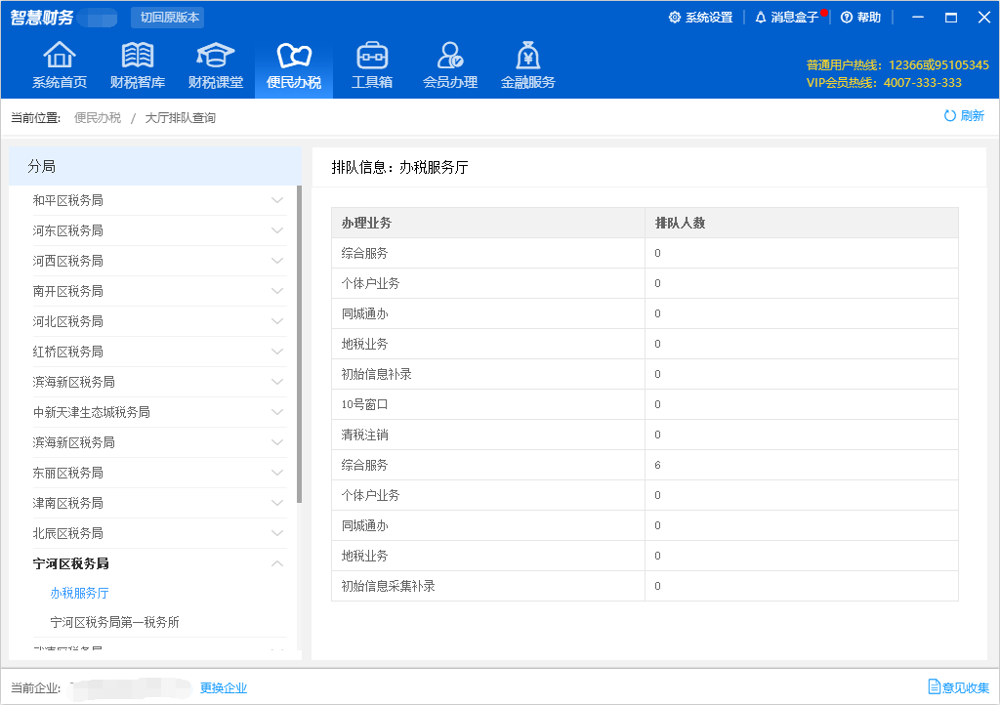 智慧财务 切回原版本 系统设置 消息盒子 帮助
系统首页 财税智库 财税课堂 便民办税 工具箱 会员办理 金融服务
普通用户热线：12366或95105345
VIP会员热线：4007-333-333
当前位置: 便民办税 / 大厅排队查询 刷新
分局
和平区税务局
河东区税务局
河西区税务局
南开区税务局
河北区税务局
红桥区税务局
滨海新区税务局
中新天津生态城税务局
滨海新区税务局
东丽区税务局
津南区税务局
北辰区税务局
宁河区税务局
办税服务厅
宁河区税务局第一税务所
武清区税务局
排队信息：办税服务厅
办理业务 排队人数
综合服务 0
个体户业务 0
同城通办 0
地税业务 0
初始信息补录 0
10号窗口 0
清税注销 0
综合服务 6
个体户业务 0
同城通办 0
地税业务 0
初始信息采集补录 0
当前企业: 更换企业 意见收集